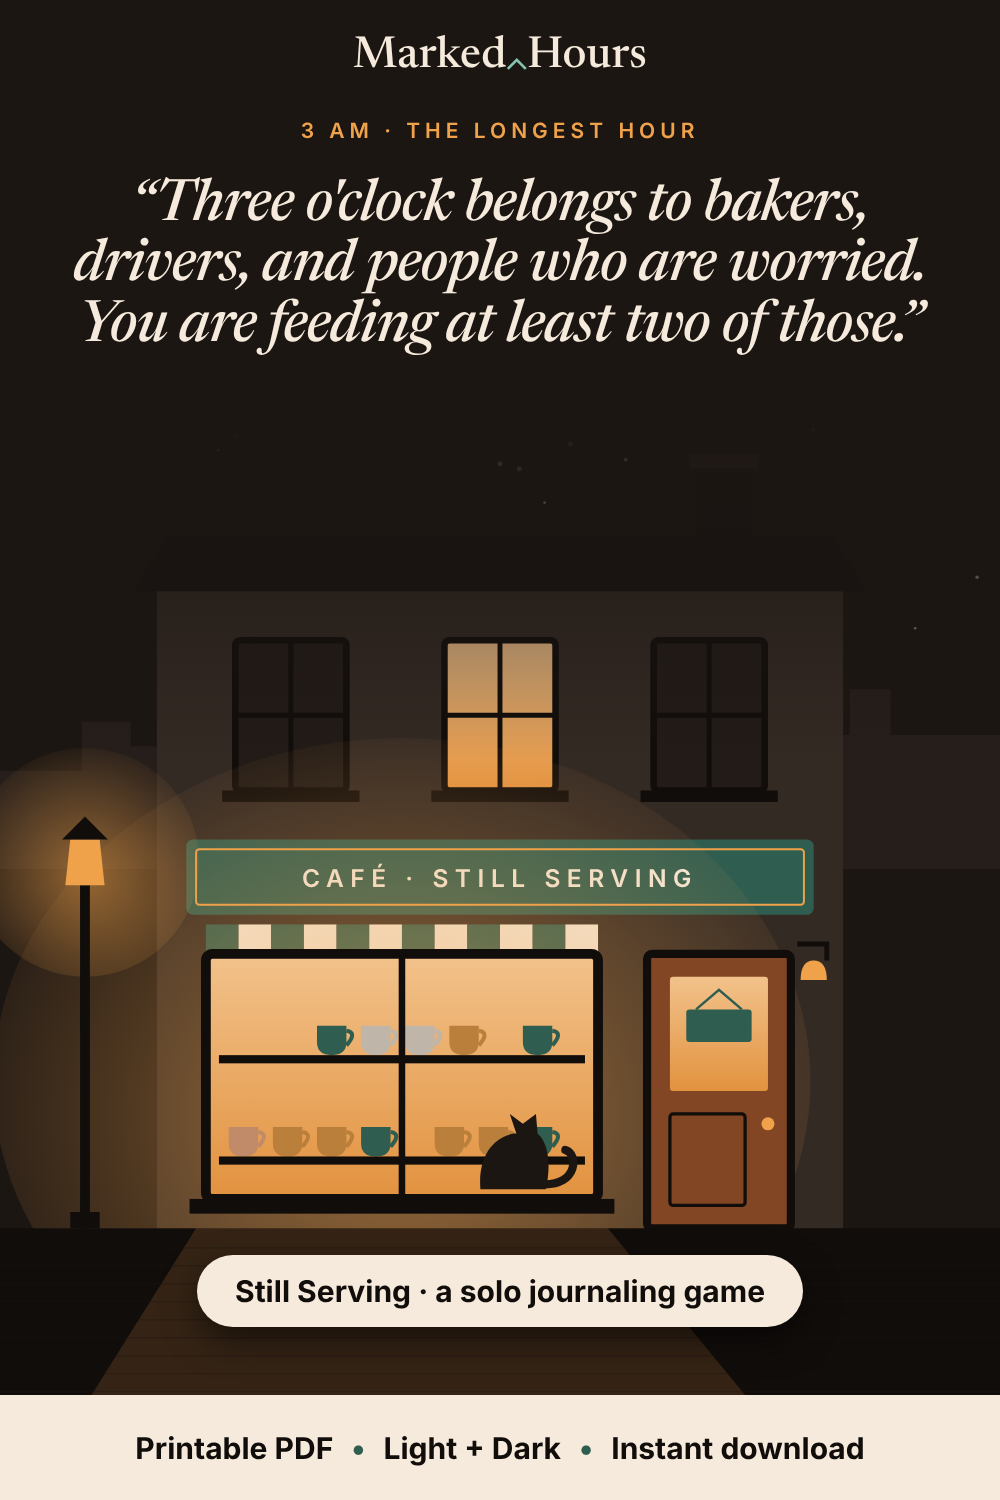 Marked‸Hours
3 AM · THE LONGEST HOUR
“Three o'clock belongs to bakers,
drivers, and people who are worried.
You are feeding at least two of those.”
CAFÉ · STILL SERVING
Still Serving · a solo journaling game
Printable PDF • Light + Dark • Instant download